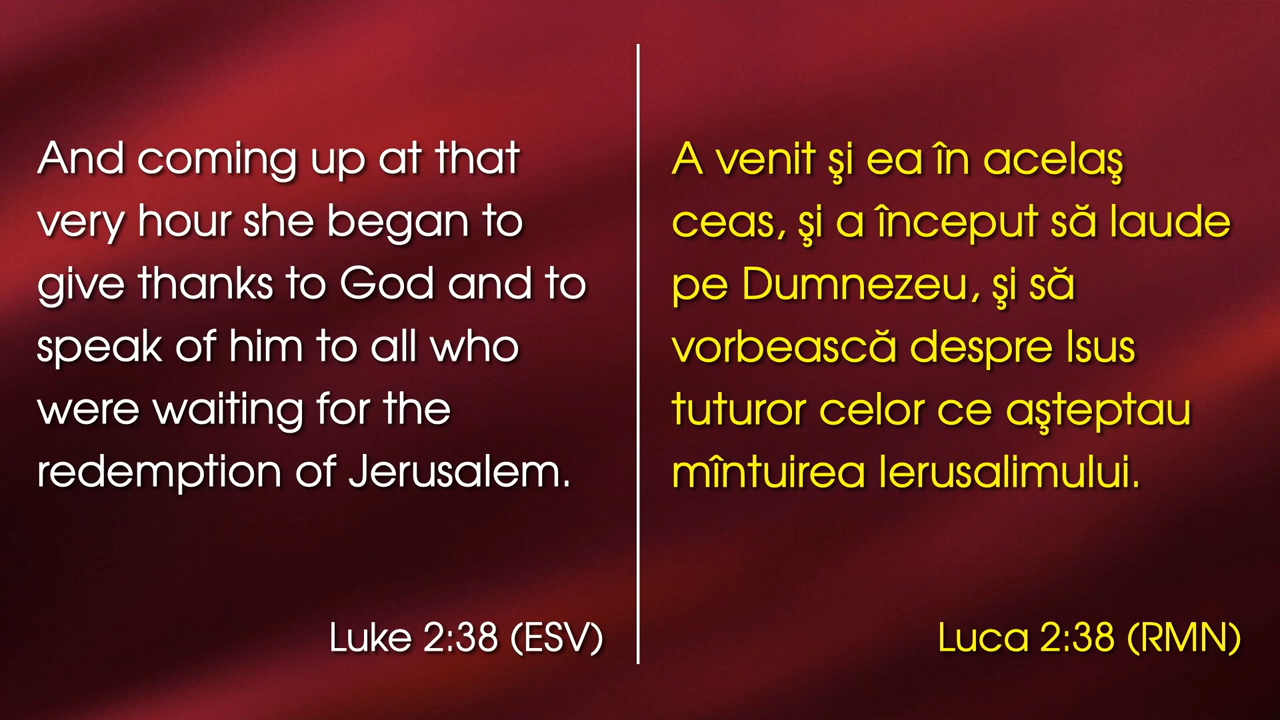 And coming up at that
very hour she began to
give thanks to God and to
speak of him to all who
were waiting for the
redemption of Jerusalem.
Luke 2:38 (ESV)
A venit şi ea în acelaş
ceas, şi a început să laude
pe Dumnezeu, şi să
vorbească despre Isus
tuturor celor ce aşteptau
mîntuirea Ierusalimului.
Luca 2:38 (RMN)